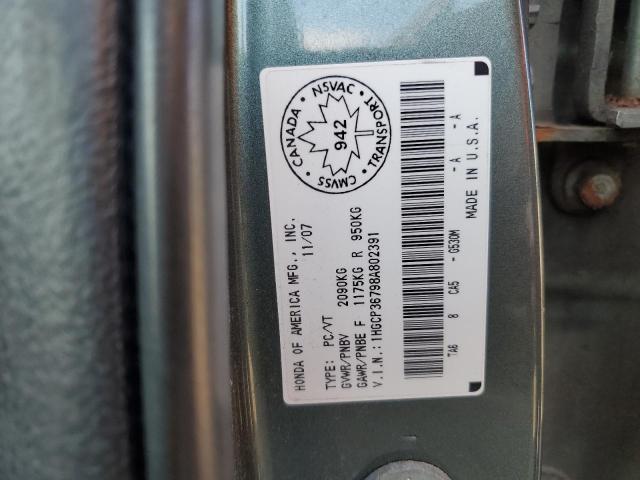 HONDA OF AMERICA MFG., INC.
11/07
TYPE: PC/VT
GVWR/PNBV 2090KG
GAWR/PNBE F 1175KG R 950KG
V.I.N.: 1HGCP36798A802391
CANADA NSVAC TRANSPORT CMVSS
942
TA6 8 CA5 - G530M - A - A
MADE IN U.S.A.